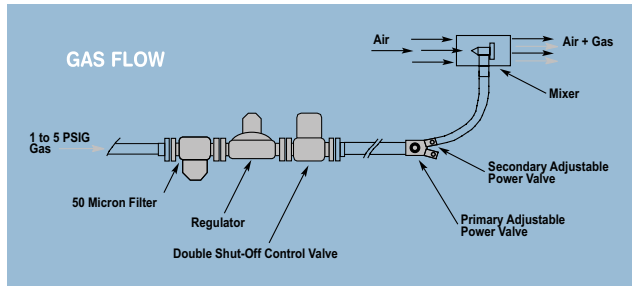 GAS FLOW
Air
Air + Gas
Mixer
1 to 5 PSIG
Gas
50 Micron Filter
Regulator
Double Shut-Off Control Valve
Secondary Adjustable
Power Valve
Primary Adjustable
Power Valve